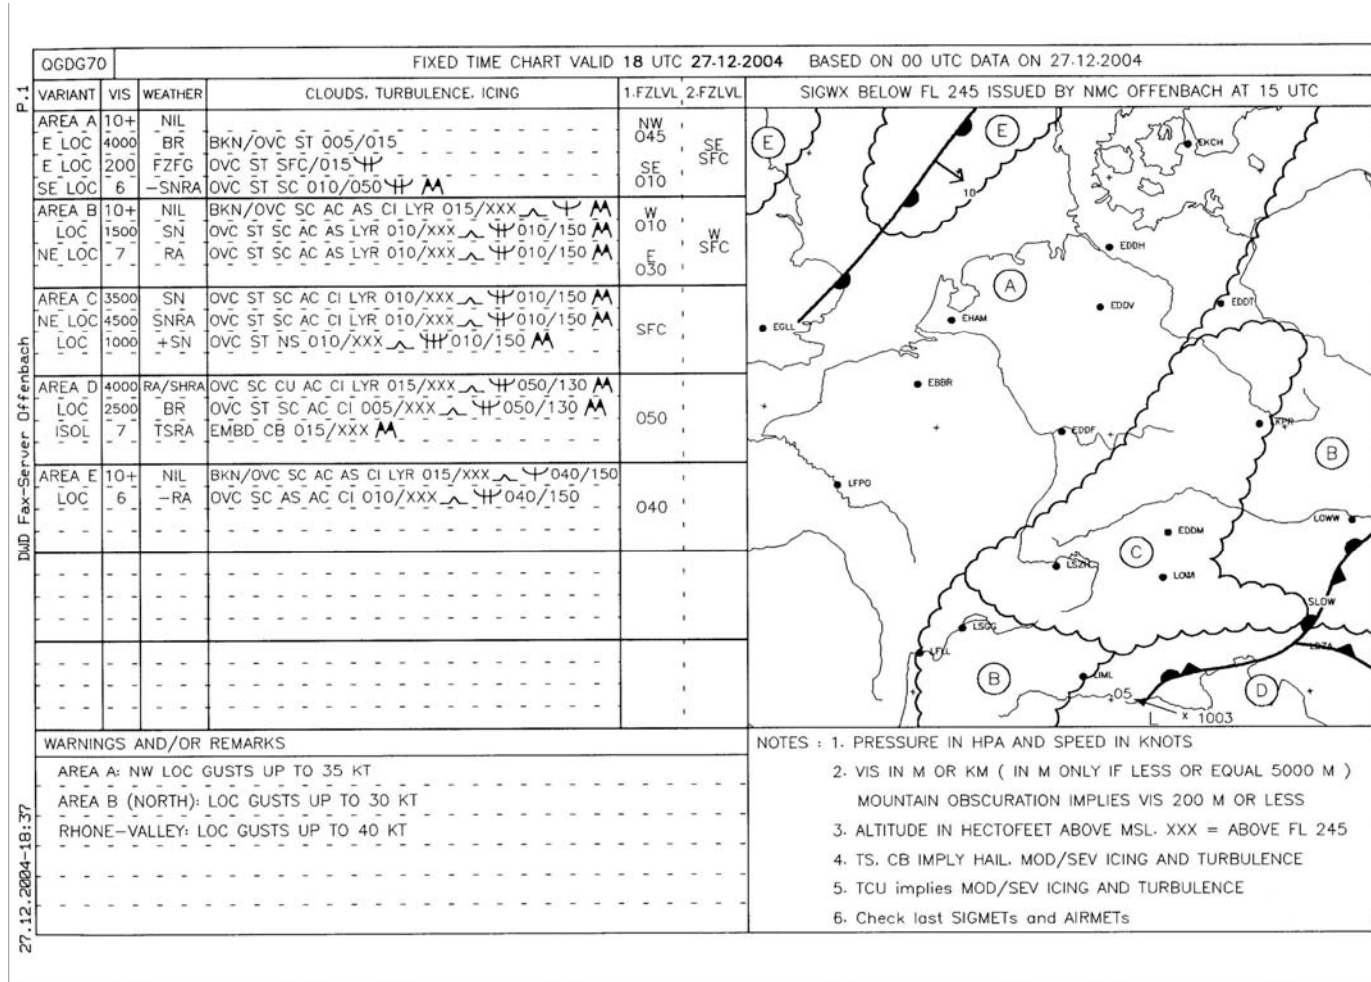 QGDG70 FIXED TIME CHART VALID 18 UTC 27.12.2004 BASED ON 00 UTC DATA ON 27.12.2004
VARIANT VIS WEATHER CLOUDS, TURBULENCE, ICING 1.FZLVL 2.FZLVL SIGWX BELOW FL 245 ISSUED BY NMC OFFENBACH AT 15 UTC
AREA A 10+ NIL NW
E LOC 4000 BR BKN/OVC ST 005/015 045 SE
E LOC 200 FZFG OVC ST SFC/015 SE SFC
SE LOC 6 -SNRA OVC ST SC 010/050 010
AREA B 10+ NIL BKN/OVC SC AC AS CI LYR 015/XXX W
LOC 1500 SN OVC ST SC AC AS LYR 010/XXX 010/150 010 W
NE LOC 7 RA OVC ST SC AC AS LYR 010/XXX 010/150 E SFC
030
AREA C 3500 SN OVC ST SC AC CI LYR 010/XXX 010/150
NE LOC 4500 SNRA OVC ST SC AC CI LYR 010/XXX 010/150 SFC
LOC 1000 +SN OVC ST NS 010/XXX 010/150
AREA D 4000 RA/SHRA OVC SC CU AC CI LYR 015/XXX 050/130
LOC 2500 BR OVC ST SC AC CI 005/XXX 050/130 050
ISOL 7 TSRA EMBD CB 015/XXX
AREA E 10+ NIL BKN/OVC SC AC AS CI LYR 015/XXX 040/150
LOC 6 -RA OVC SC AS AC CI 010/XXX 040/150 040
E
E
EKCH
10
EDDH
A
EDDT
EDDV
EHAM
EGLL
EBBR
LKPR
EDDF
B
LFPO
LOWW
EDDM
C
LSZH
LOWI
SLOW
LSGG
LDZA
LFLL
B
LIML
D
05
L x 1003
WARNINGS AND/OR REMARKS
AREA A: NW LOC GUSTS UP TO 35 KT
AREA B (NORTH): LOC GUSTS UP TO 30 KT
RHONE-VALLEY: LOC GUSTS UP TO 40 KT
NOTES : 1. PRESSURE IN HPA AND SPEED IN KNOTS
2. VIS IN M OR KM ( IN M ONLY IF LESS OR EQUAL 5000 M )
MOUNTAIN OBSCURATION IMPLIES VIS 200 M OR LESS
3. ALTITUDE IN HECTOFEET ABOVE MSL. XXX = ABOVE FL 245
4. TS, CB IMPLY HAIL, MOD/SEV ICING AND TURBULENCE
5. TCU implies MOD/SEV ICING AND TURBULENCE
6. Check last SIGMETs and AIRMETs
27.12.2004-18:37 DWD Fax-Server Offenbach P.1